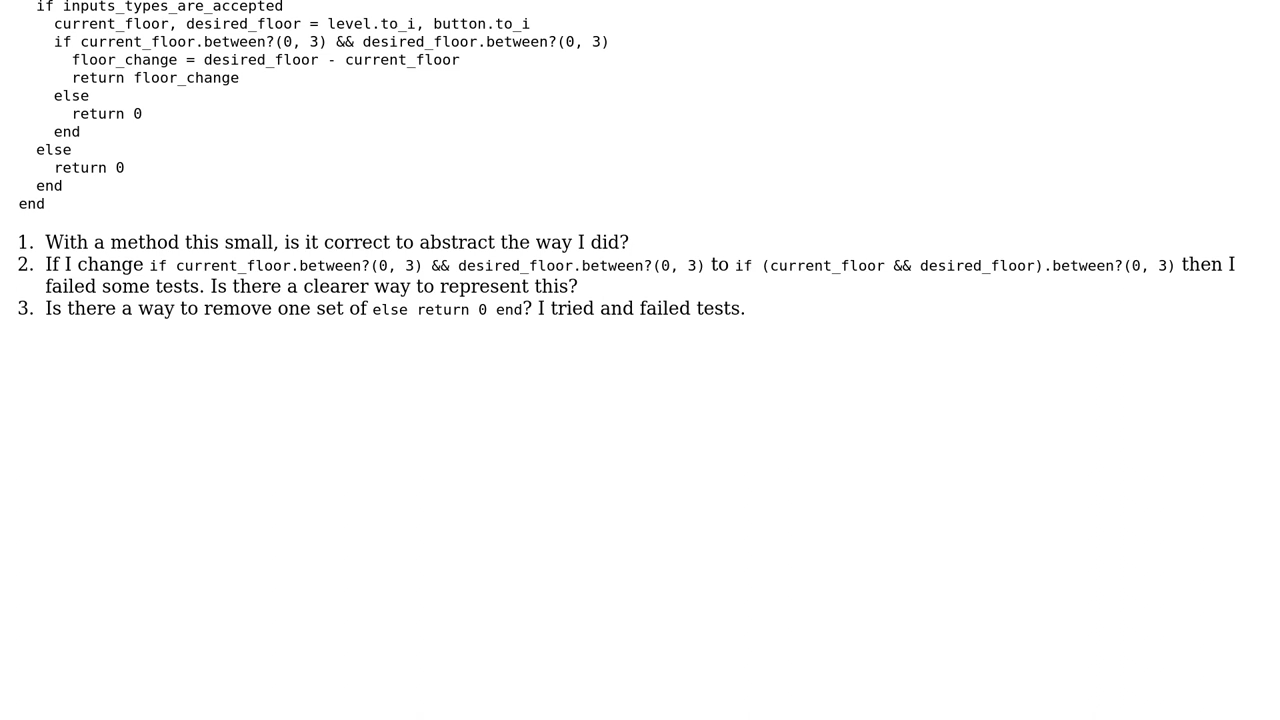 if inputs_types_are_accepted
current_floor, desired_floor = level.to_i, button.to_i
if current_floor.between?(0, 3) && desired_floor.between?(0, 3)
floor_change = desired_floor - current_floor
return floor_change
else
return 0
end
else
return 0
end
end
1. With a method this small, is it correct to abstract the way I did?
2. If I change if current_floor.between?(0, 3) && desired_floor.between?(0, 3) to if (current_floor && desired_floor).between?(0, 3) then I
failed some tests. Is there a clearer way to represent this?
3. Is there a way to remove one set of else return 0 end? I tried and failed tests.